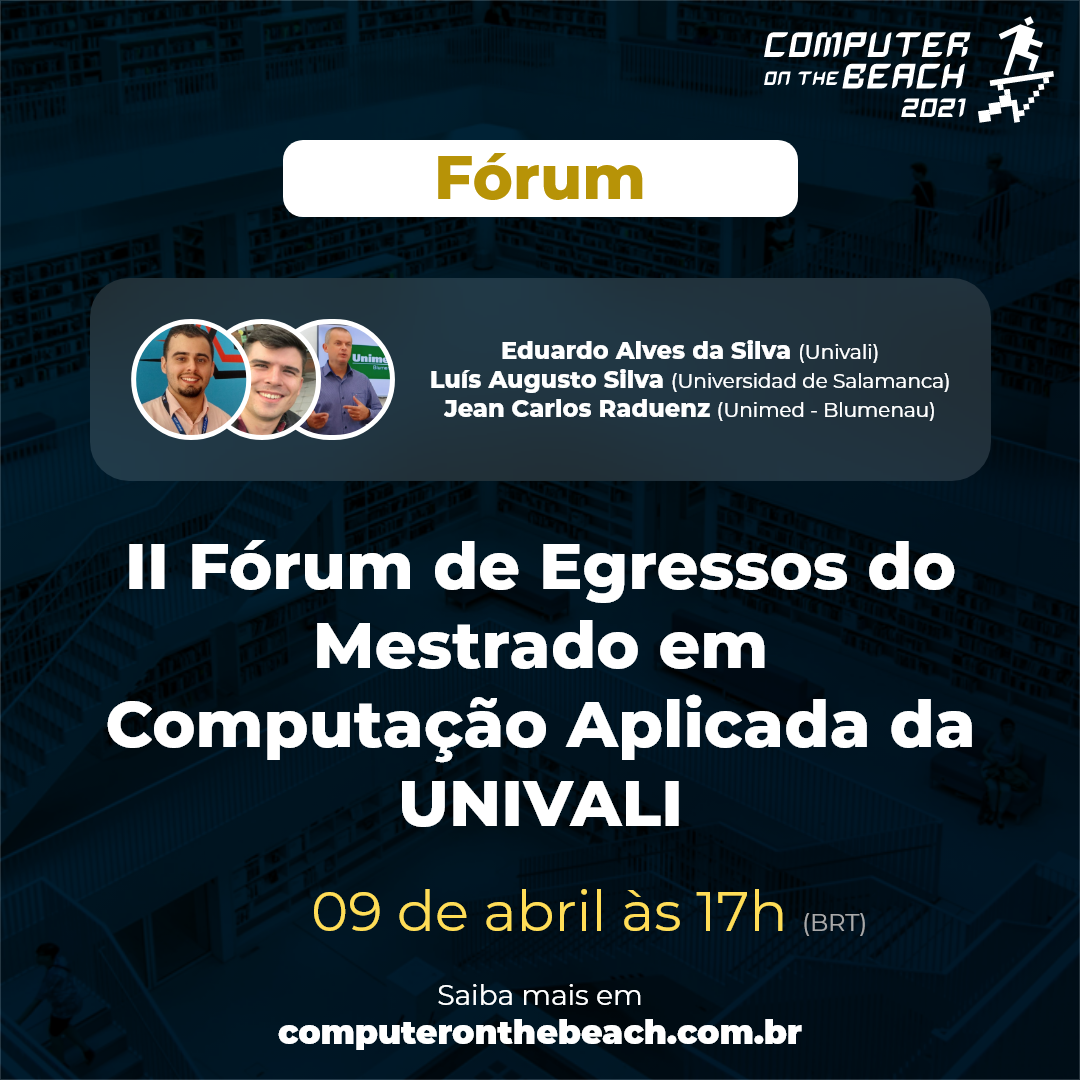 COMPUTER
ON THE BEACH
2021
Fórum
Unime
Blume
Eduardo Alves da Silva (Univali)
Luís Augusto Silva (Universidad de Salamanca)
Jean Carlos Raduenz (Unimed - Blumenau)
II Fórum de Egressos do
Mestrado em
Computação Aplicada da
UNIVALI
09 de abril às 17h (BRT)
Saiba mais em
computeronthebeach.com.br